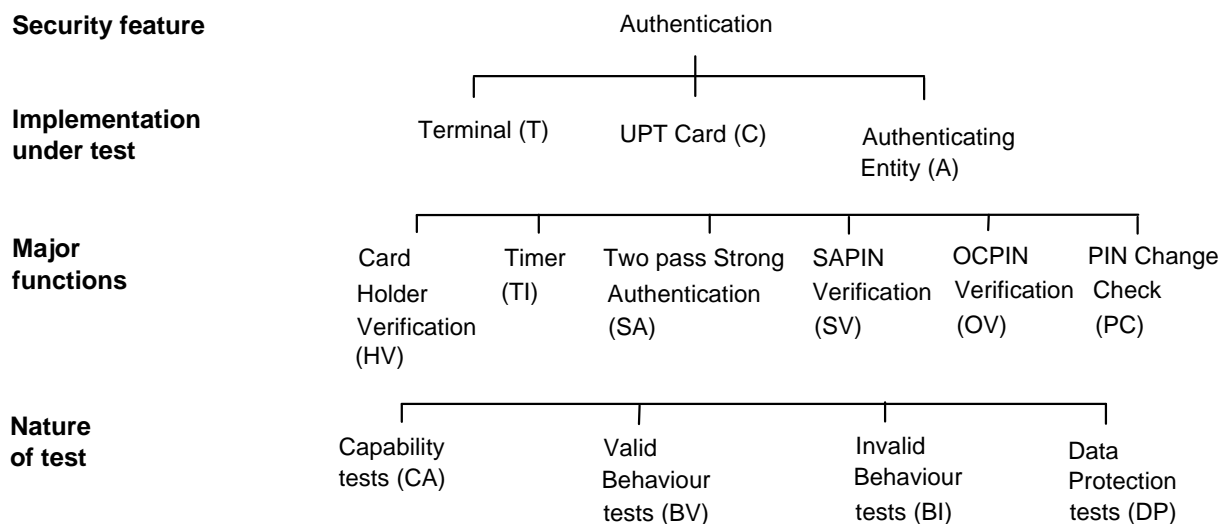 Security feature
Authentication
Implementation
under test
Terminal (T)
UPT Card (C)
Authenticating
Entity (A)
Major
functions
Card
Holder
Verification
(HV)
Timer
(TI)
Two pass Strong
Authentication
(SA)
SAPIN
Verification
(SV)
OCPIN
Verification
(OV)
PIN Change
Check
(PC)
Nature
of test
Capability
tests (CA)
Valid
Behaviour
tests (BV)
Invalid
Behaviour
tests (BI)
Data
Protection
tests (DP)